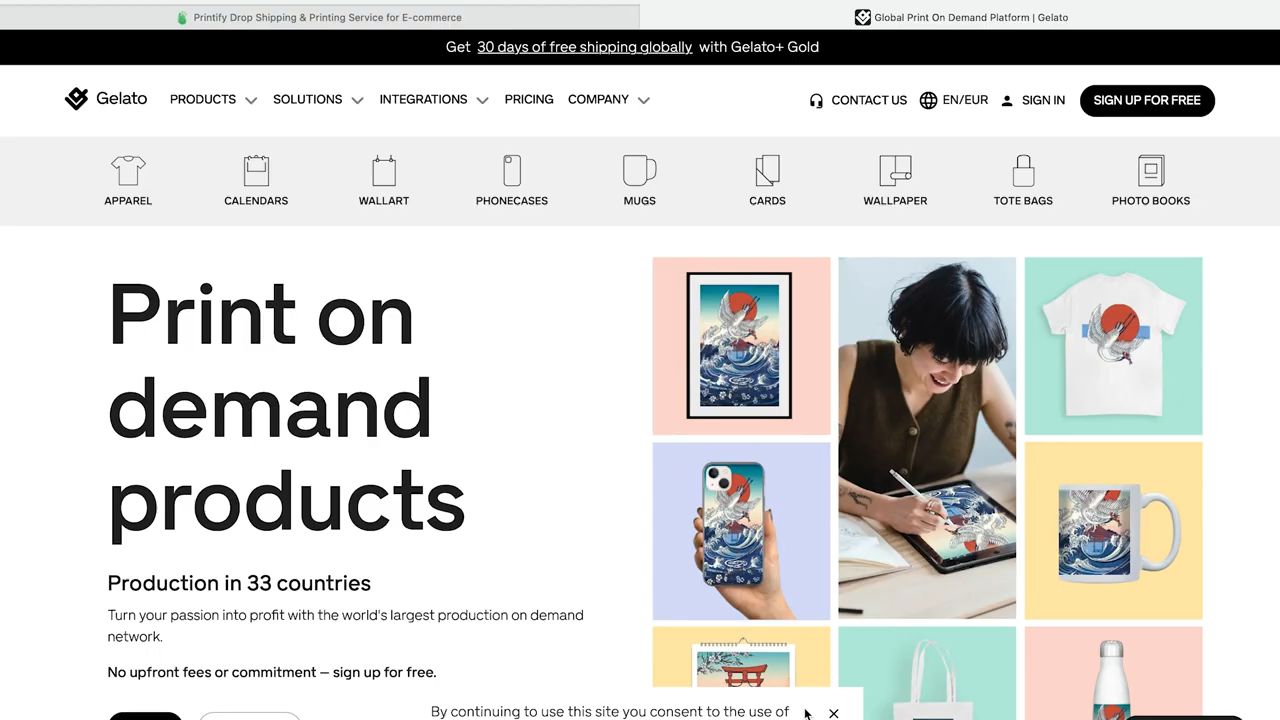 Printify Drop Shipping & Printing Service for E-commerce
Global Print On Demand Platform | Gelato
Get 30 days of free shipping globally with Gelato+ Gold
Gelato PRODUCTS SOLUTIONS INTEGRATIONS PRICING COMPANY CONTACT US EN/EUR SIGN IN SIGN UP FOR FREE
APPAREL CALENDARS WALLART PHONECASES MUGS CARDS WALLPAPER TOTE BAGS PHOTO BOOKS
Print on
demand
products
Production in 33 countries
Turn your passion into profit with the world's largest production on demand
network.
No upfront fees or commitment – sign up for free.
By continuing to use this site you consent to the use of